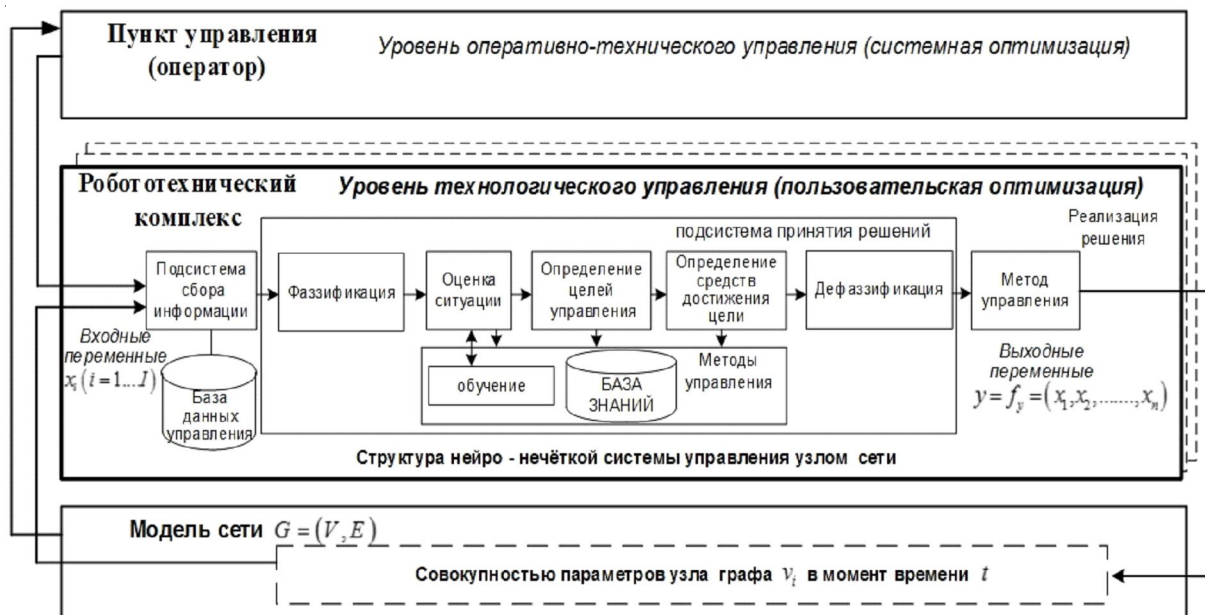 Пункт управления
(оператор)
Уровень оперативно-технического управления (системная оптимизация)
Робототехнический
комплекс
Уровень технологического управления (пользовательская оптимизация)
Реализация
решения
подсистема принятия решений
Подсистема
сбора
информации
Фаззификация
Оценка
ситуации
Определение
целей
управления
Определение
средств
достижения
цели
Дефаззификация
Метод
управления
Входные
переменные
x_i (i = 1...I)
База
данных
управления
обучение
БАЗА
ЗНАНИЙ
Методы
управления
Выходные
переменные
y = f_y = (x_1, x_2, ......., x_n)
Структура нейро - нечёткой системы управления узлом сети
Модель сети G = (V, E)
Совокупностью параметров узла графа v_i в момент времени t